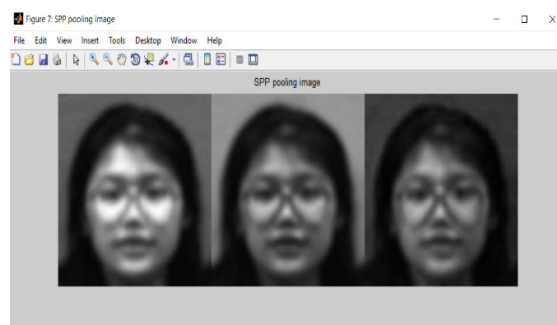 Figure 7: SPP pooling image
File Edit View Insert Tools Desktop Window Help
SPP pooling image